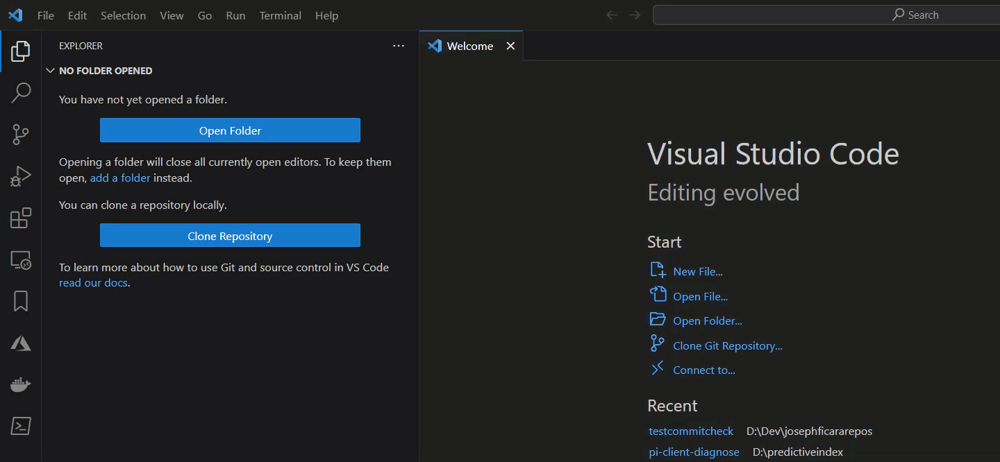 File Edit Selection View Go Run Terminal Help
Search
EXPLORER
Welcome
NO FOLDER OPENED
You have not yet opened a folder.
Open Folder
Opening a folder will close all currently open editors. To keep them
open, add a folder instead.
You can clone a repository locally.
Clone Repository
To learn more about how to use Git and source control in VS Code
read our docs.
Visual Studio Code
Editing evolved
Start
New File...
Open File...
Open Folder...
Clone Git Repository...
Connect to...
Recent
testcommitcheck D:\Dev\josephficararepos
pi-client-diagnose D:\predictiveindex